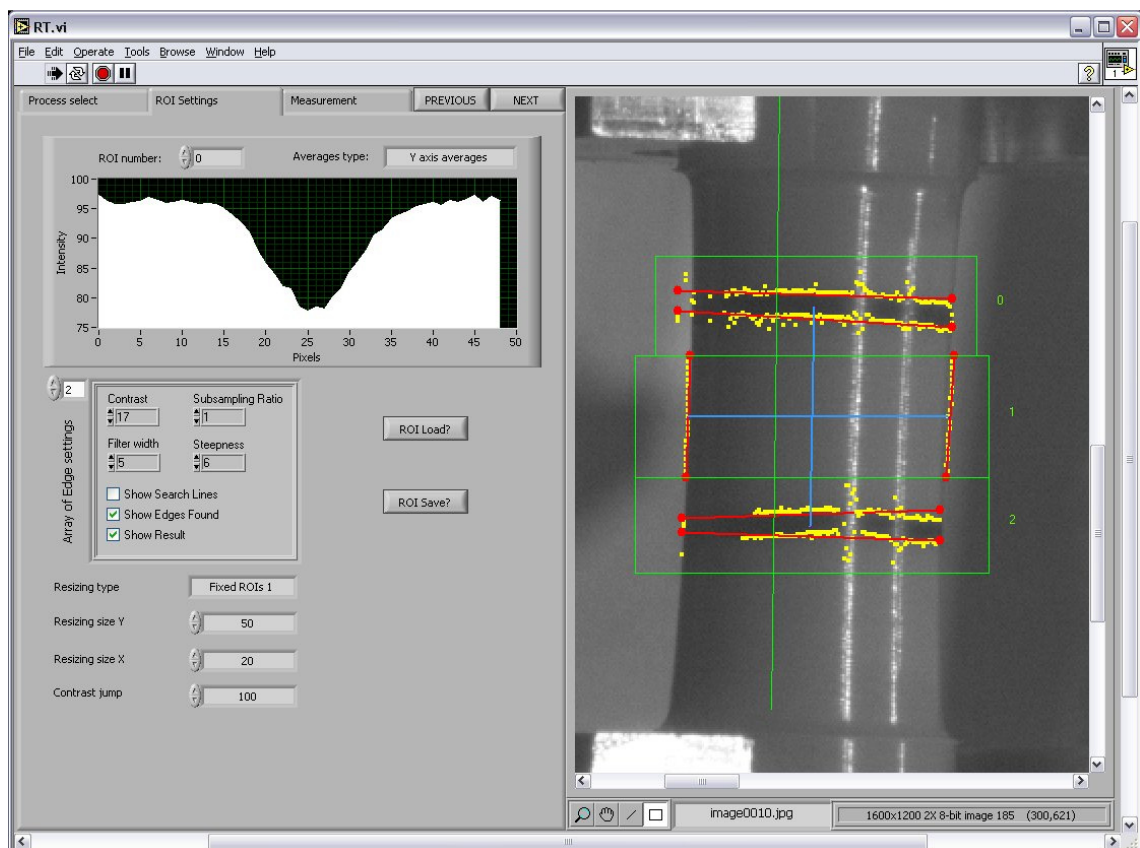 RT.vi
File Edit Operate Tools Browse Window Help
1
Process select ROI Settings Measurement PREVIOUS NEXT
ROI number: 0 Averages type: Y axis averages
100
95
90
85
80
75
Intensity
0 5 10 15 20 25 30 35 40 45 50
Pixels
2
Array of Edge settings
Contrast Subsampling Ratio
17 1
Filter width Steepness
5 6
Show Search Lines
Show Edges Found
Show Result
ROI Load?
ROI Save?
Resizing type Fixed ROIs 1
Resizing size Y 50
Resizing size X 20
Contrast jump 100
0
1
2
image0010.jpg 1600x1200 2X 8-bit image 185 (300,621)